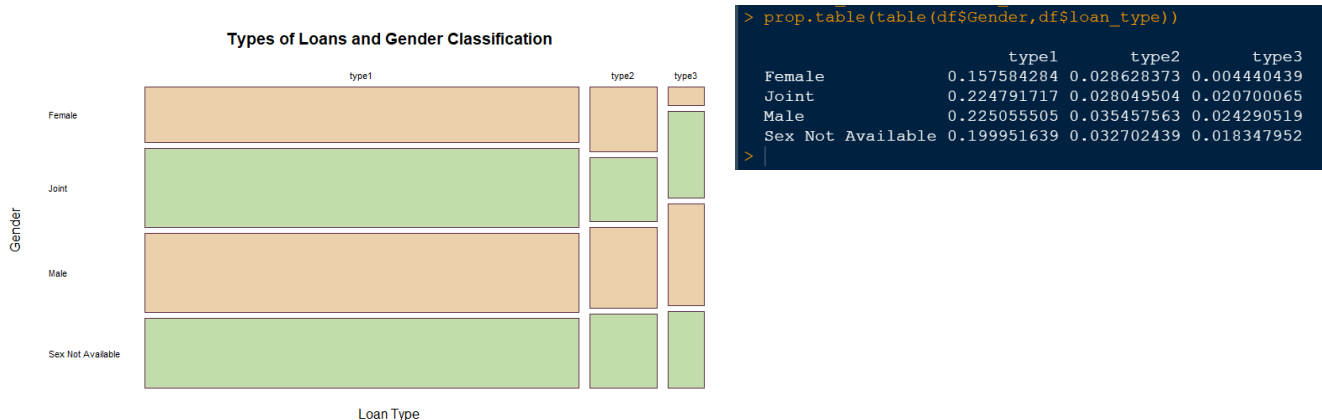 Types of Loans and Gender Classification
type1 type2 type3
Female
Joint
Male
Sex Not Available
Gender
Loan Type
> prop.table(table(df$Gender,df$loan_type))
type1 type2 type3
Female 0.157584284 0.028628373 0.004440439
Joint 0.224791717 0.028049504 0.020700065
Male 0.225055505 0.035457563 0.024290519
Sex Not Available 0.199951639 0.032702439 0.018347952
>